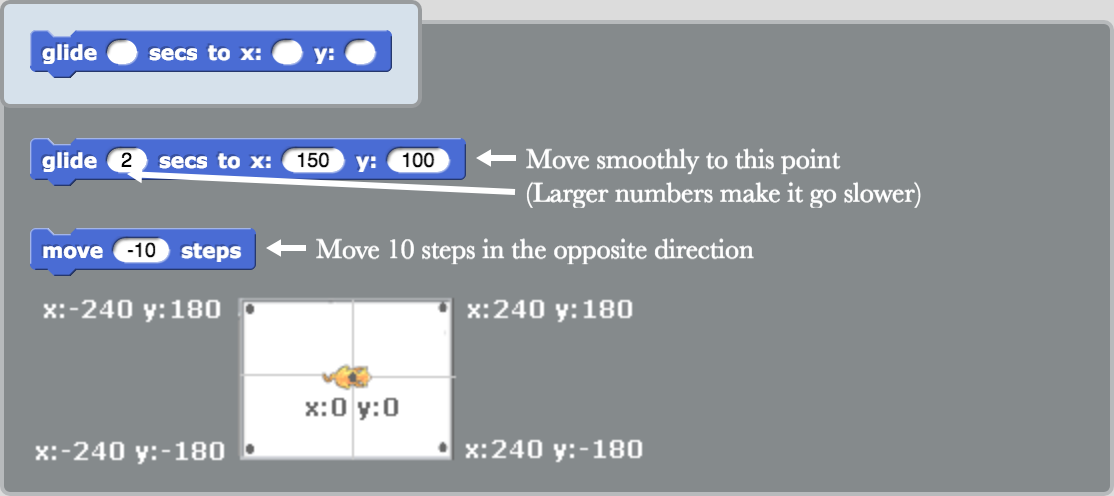 glide secs to x: y:
glide 2 secs to x: 150 y: 100 Move smoothly to this point
(Larger numbers make it go slower)
move -10 steps Move 10 steps in the opposite direction
x:-240 y:180 x:240 y:180
x:0 y:0
x:-240 y:-180 x:240 y:-180